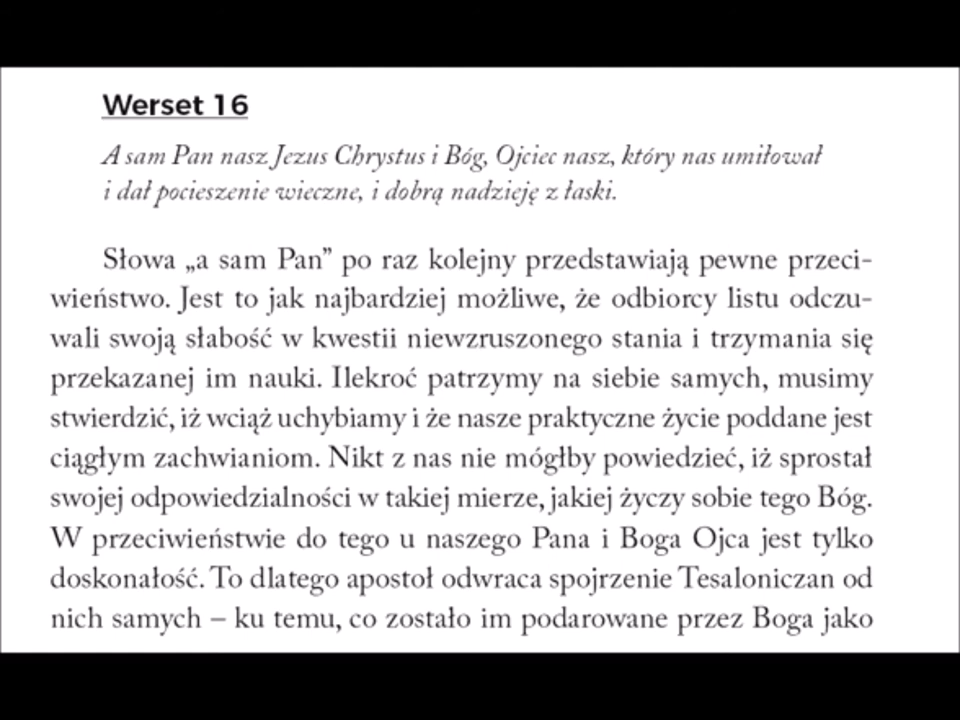 Werset 16
A sam Pan nasz Jezus Chrystus i Bóg, Ojciec nasz, który nas umiłował
i dał pocieszenie wieczne, i dobrą nadzieję z łaski.
Słowa „a sam Pan” po raz kolejny przedstawiają pewne przeci-
wieństwo. Jest to jak najbardziej możliwe, że odbiorcy listu odczu-
wali swoją słabość w kwestii niewzruszonego stania i trzymania się
przekazanej im nauki. Ilekroć patrzymy na siebie samych, musimy
stwierdzić, iż wciąż uchybiamy i że nasze praktyczne życie poddane jest
ciągłym zachwianiom. Nikt z nas nie mógłby powiedzieć, iż sprostał
swojej odpowiedzialności w takiej mierze, jakiej życzy sobie tego Bóg.
W przeciwieństwie do tego u naszego Pana i Boga Ojca jest tylko
doskonałość. To dlatego apostoł odwraca spojrzenie Tesaloniczan od
nich samych – ku temu, co zostało im podarowane przez Boga jako